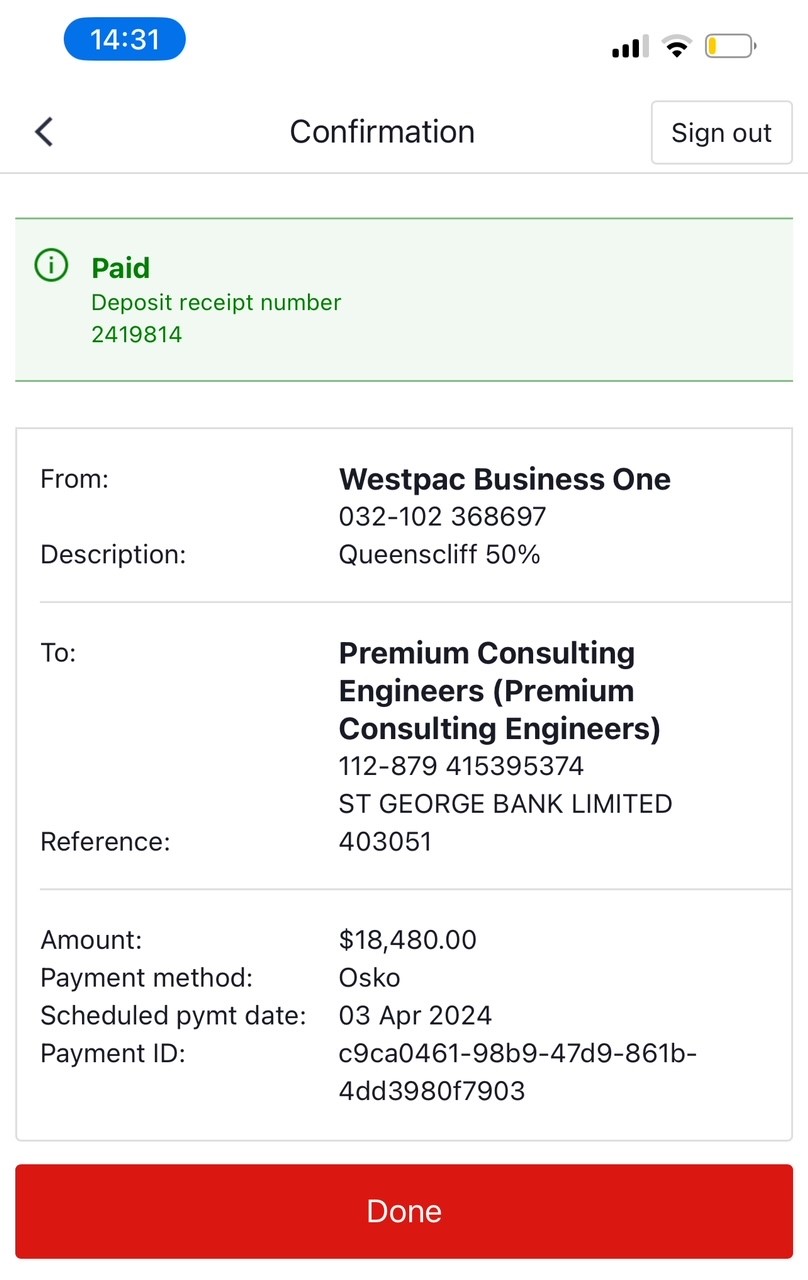 14:31
Confirmation
Sign out
Paid
Deposit receipt number
2419814
From:
Westpac Business One
032-102 368697
Description:
Queenscliff 50%
To:
Premium Consulting
Engineers (Premium
Consulting Engineers)
112-879 415395374
ST GEORGE BANK LIMITED
Reference:
403051
Amount:
$18,480.00
Payment method:
Osko
Scheduled pymt date:
03 Apr 2024
Payment ID:
c9ca0461-98b9-47d9-861b-
4dd3980f7903
Done